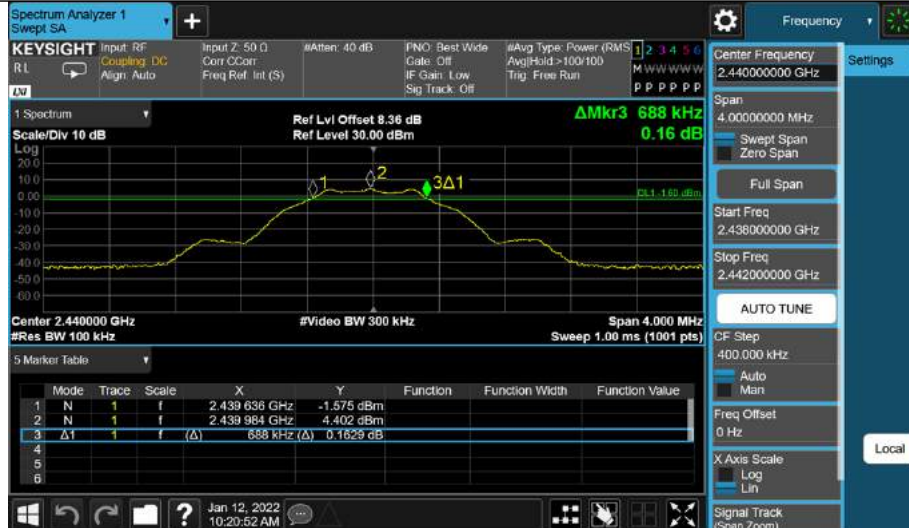 Spectrum Analyzer 1
Swept SA
+
Frequency
Settings
KEYSIGHT
RL
LXI
Input: RF
Coupling: DC
Align: Auto
Input Z: 50 Ω
Corr CCorr
Freq Ref: Int (S)
#Atten: 40 dB
PNO: Best Wide
Gate: Off
IF Gain: Low
Sig Track: Off
#Avg Type: Power (RMS
Avg|Hold:>100/100
Trig: Free Run
1 2 3 4 5 6
M W W W W W
P P P P P P
1 Spectrum
Scale/Div 10 dB
Log
Ref Lvl Offset 8.36 dB
Ref Level 30.00 dBm
ΔMkr3 688 kHz
0.16 dB
20.0
10.0
0.00
-10.0
-20.0
-30.0
-40.0
-50.0
-60.0
1
2
3Δ1
DL1 -1.60 dBm
Center 2.440000 GHz
#Res BW 100 kHz
#Video BW 300 kHz
Span 4.000 MHz
Sweep 1.00 ms (1001 pts)
5 Marker Table
Mode Trace Scale X Y Function Function Width Function Value
1 N 1 f 2.439 636 GHz -1.575 dBm
2 N 1 f 2.439 984 GHz 4.402 dBm
3 Δ1 1 f (Δ) 688 kHz (Δ) 0.1629 dB
4
5
6
?
Jan 12, 2022
10:20:52 AM
Center Frequency
2.440000000 GHz
Span
4.00000000 MHz
Swept Span
Zero Span
Full Span
Start Freq
2.438000000 GHz
Stop Freq
2.442000000 GHz
AUTO TUNE
CF Step
400.000 kHz
Auto
Man
Freq Offset
0 Hz
X Axis Scale
Log
Lin
Signal Track
(Span Zoom)
Local